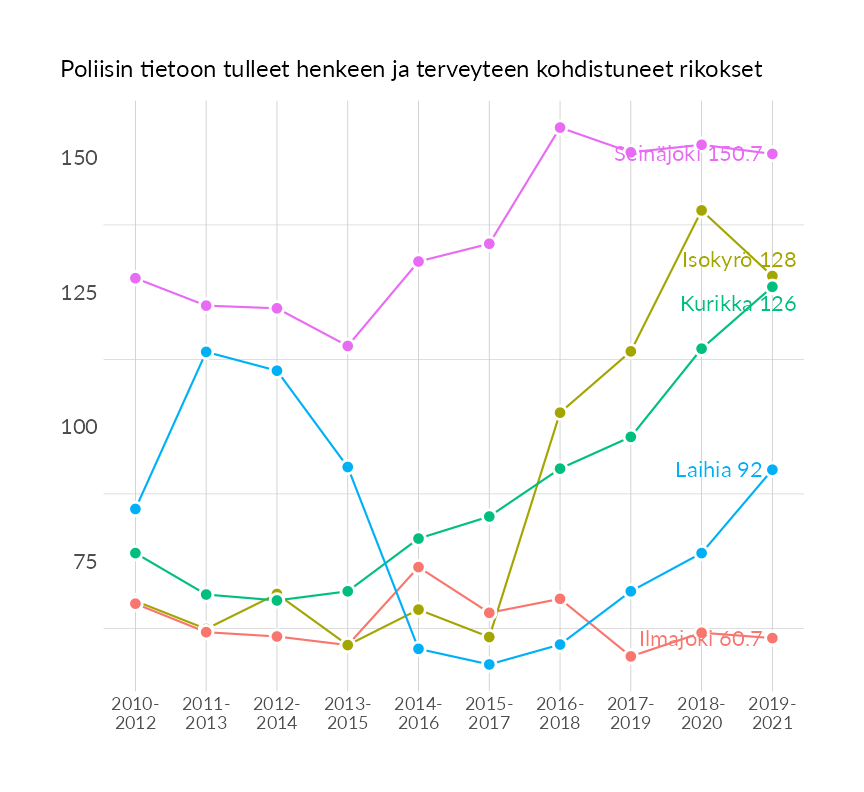 Poliisin tietoon tulleet henkeen ja terveyteen kohdistuneet rikokset
150
125
100
75
Seinäjoki 150.7
Isokyrö 128
Kurikka 126
Laihia 92
Ilmajoki 60.7
2010- 2011- 2012- 2013- 2014- 2015- 2016- 2017- 2018- 2019-
2012 2013 2014 2015 2016 2017 2018 2019 2020 2021